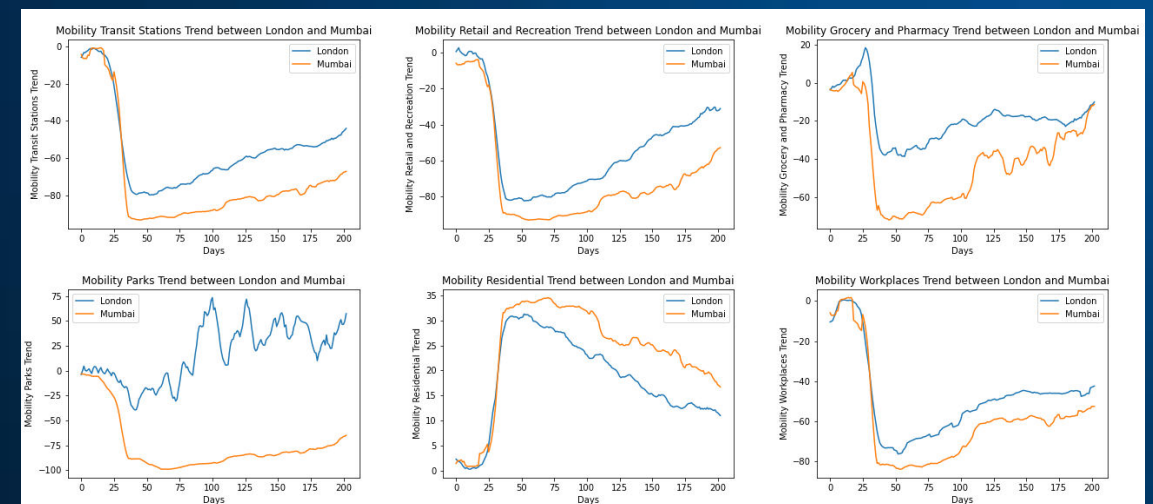 Mobility Transit Stations Trend between London and Mumbai
Mobility Transit Stations Trend
0
−20
−40
−60
−80
London
Mumbai
0 25 50 75 100 125 150 175 200
Days
Mobility Retail and Recreation Trend between London and Mumbai
Mobility Retail and Recreation Trend
0
−20
−40
−60
−80
London
Mumbai
0 25 50 75 100 125 150 175 200
Days
Mobility Grocery and Pharmacy Trend between London and Mumbai
Mobility Grocery and Pharmacy Trend
20
0
−20
−40
−60
London
Mumbai
0 25 50 75 100 125 150 175 200
Days
Mobility Parks Trend between London and Mumbai
Mobility Parks Trend
75
50
25
0
−25
−50
−75
−100
London
Mumbai
0 25 50 75 100 125 150 175 200
Days
Mobility Residential Trend between London and Mumbai
Mobility Residential Trend
35
30
25
20
15
10
5
0
London
Mumbai
0 25 50 75 100 125 150 175 200
Days
Mobility Workplaces Trend between London and Mumbai
Mobility Workplaces Trend
0
−20
−40
−60
−80
London
Mumbai
0 25 50 75 100 125 150 175 200
Days